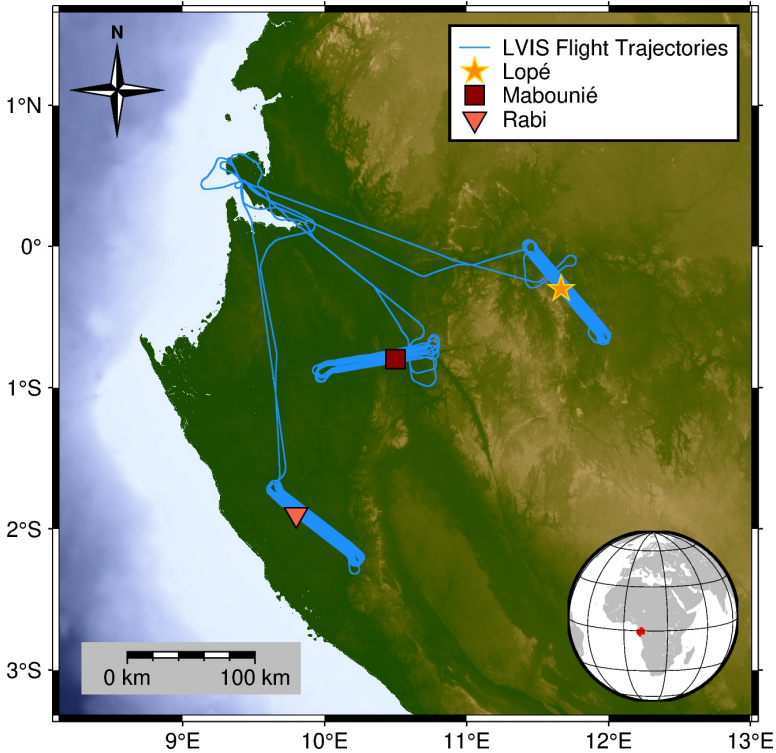 N
LVIS Flight Trajectories
Lopé
Mabounié
Rabi
1°N
0°
1°S
2°S
3°S
0 km 100 km
9°E 10°E 11°E 12°E 13°E